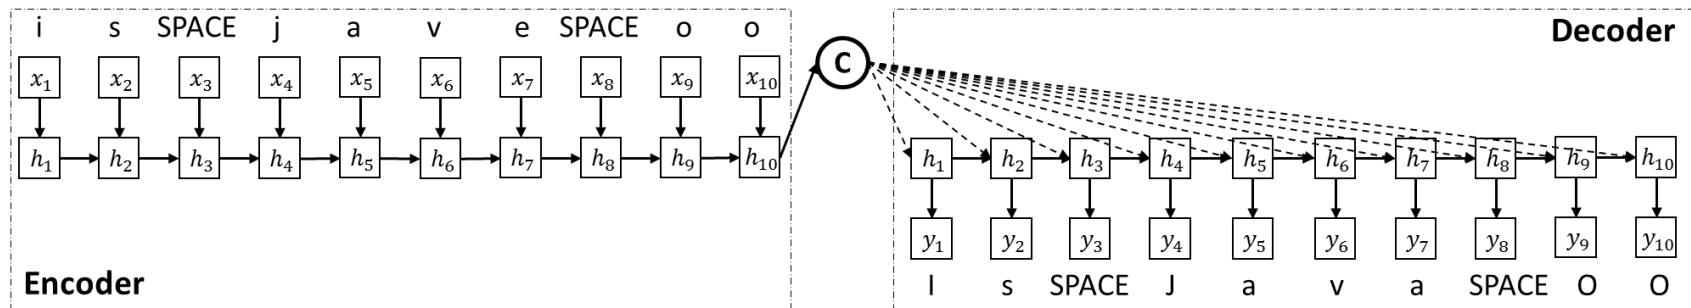 i s SPACE j a v e SPACE o o
x₁ x₂ x₃ x₄ x₅ x₆ x₇ x₈ x₉ x₁₀
h₁ h₂ h₃ h₄ h₅ h₆ h₇ h₈ h₉ h₁₀
Encoder
C
Decoder
h₁ h₂ h₃ h₄ h₅ h₆ h₇ h₈ h₉ h₁₀
y₁ y₂ y₃ y₄ y₅ y₆ y₇ y₈ y₉ y₁₀
I s SPACE J a v a SPACE O O